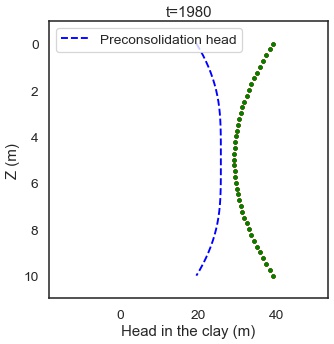 t=1980
Preconsolidation head
0
2
4
6
8
10
Z (m)
0 20 40
Head in the clay (m)